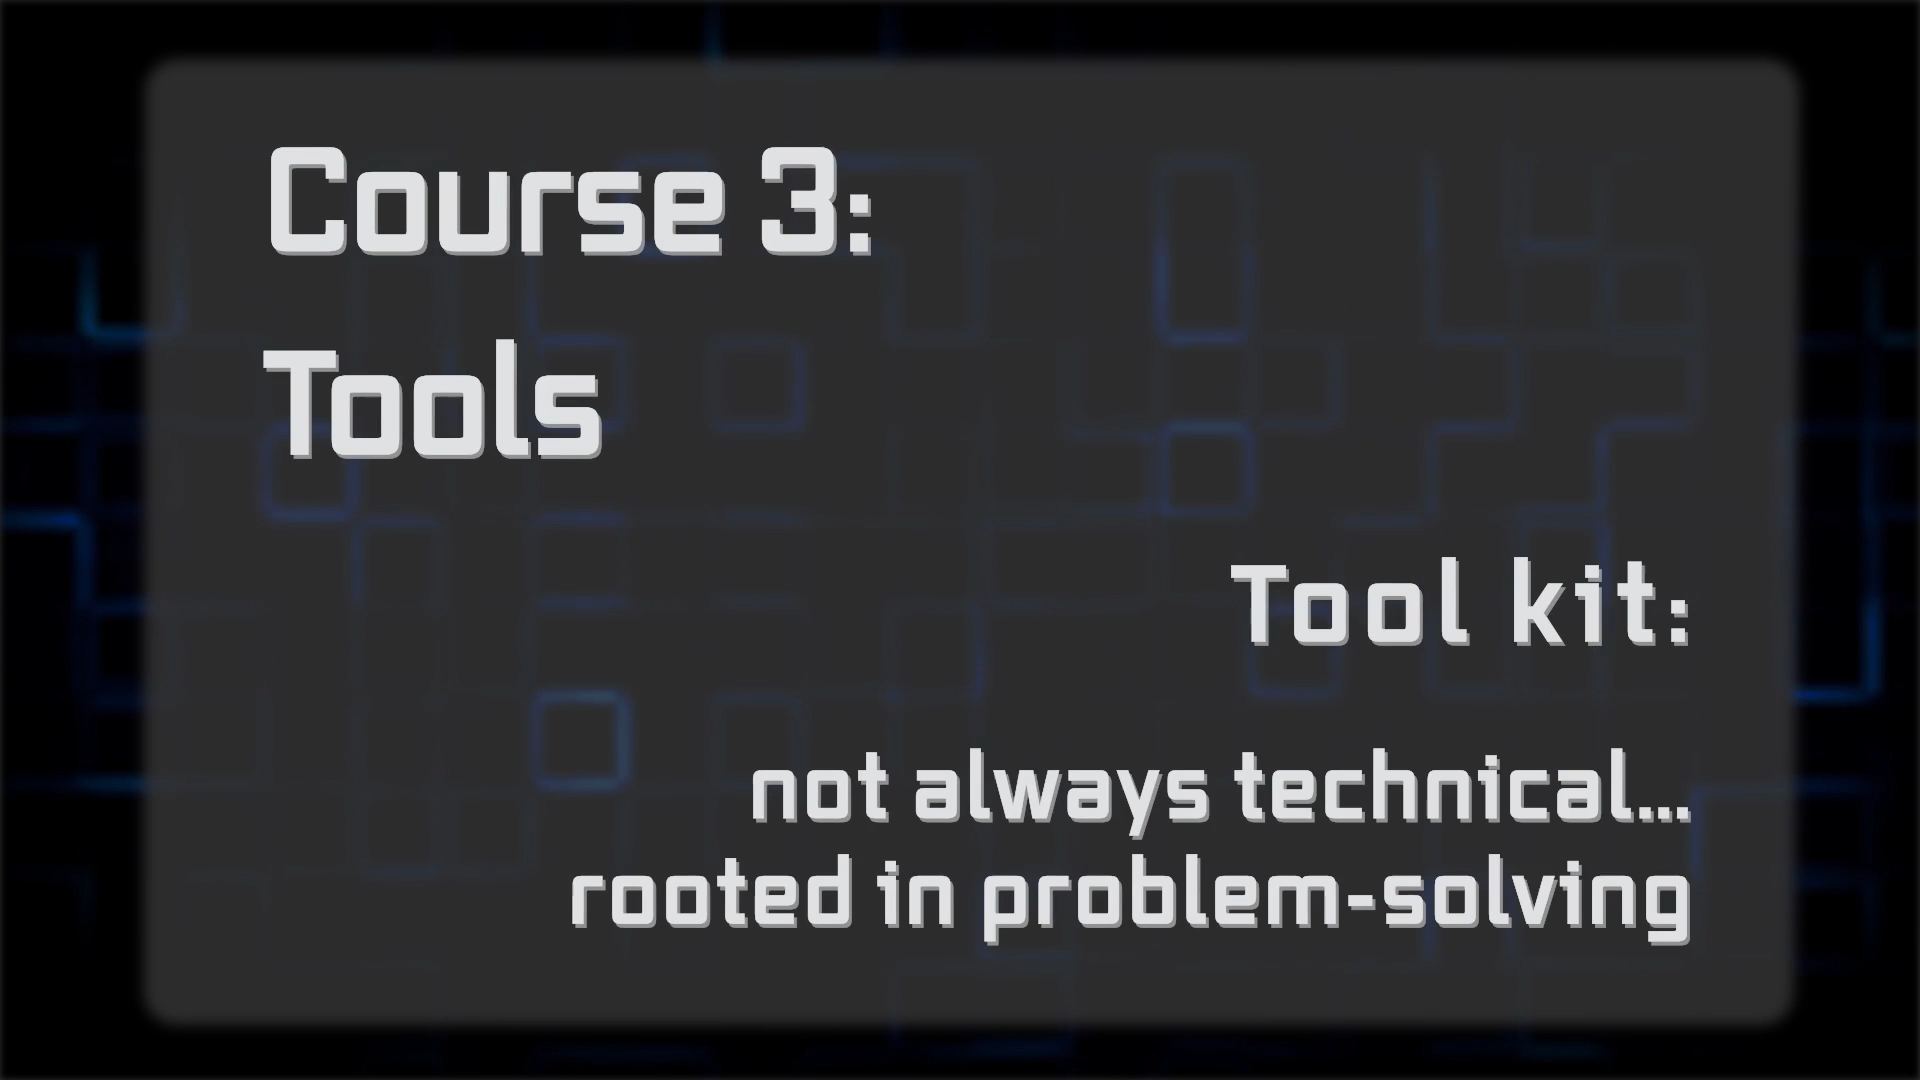 Course 3:
Tools
Tool kit:
not always technical...
rooted in problem-solving